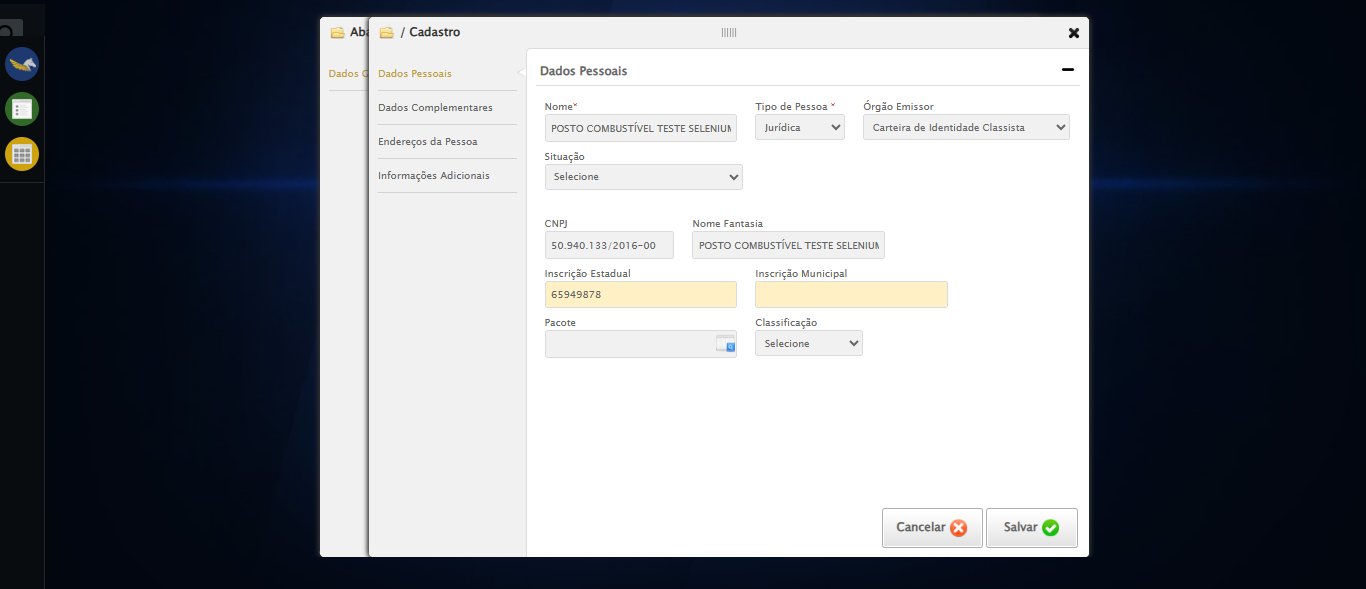 Aba
/ Cadastro
Dados G
Dados Pessoais
Dados Complementares
Endereços da Pessoa
Informações Adicionais
Dados Pessoais
Nome* Tipo de Pessoa * Órgão Emissor
POSTO COMBUSTÍVEL TESTE SELENIUM Jurídica Carteira de Identidade Classista
Situação
Selecione
CNPJ Nome Fantasia
50.940.133/2016-00 POSTO COMBUSTÍVEL TESTE SELENIUM
Inscrição Estadual Inscrição Municipal
65949878
Pacote Classificação
Selecione
Cancelar Salvar